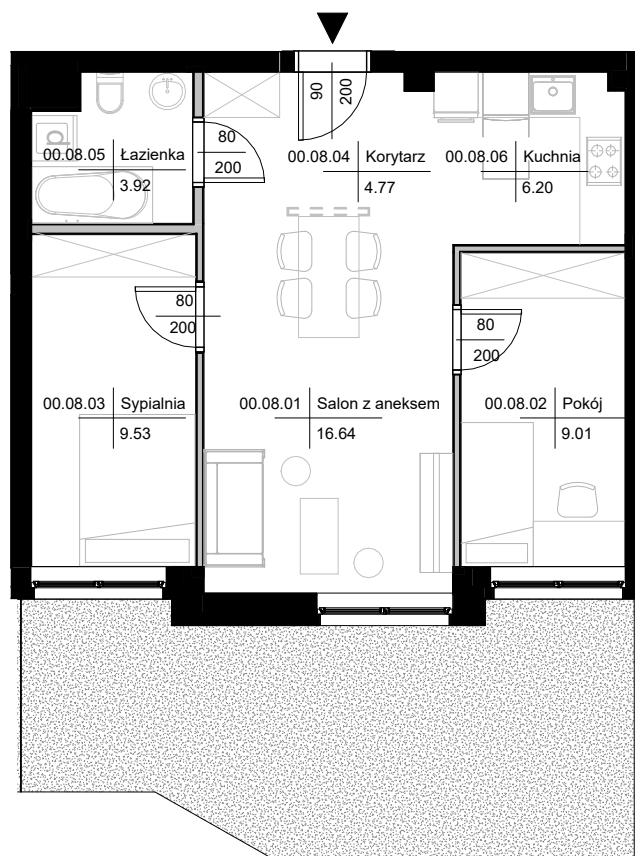 90
200
80
200
00.08.05 Łazienka
3.92
00.08.04 Korytarz
4.77
00.08.06 Kuchnia
6.20
80
200
80
200
00.08.03 Sypialnia
9.53
00.08.01 Salon z aneksem
16.64
00.08.02 Pokój
9.01